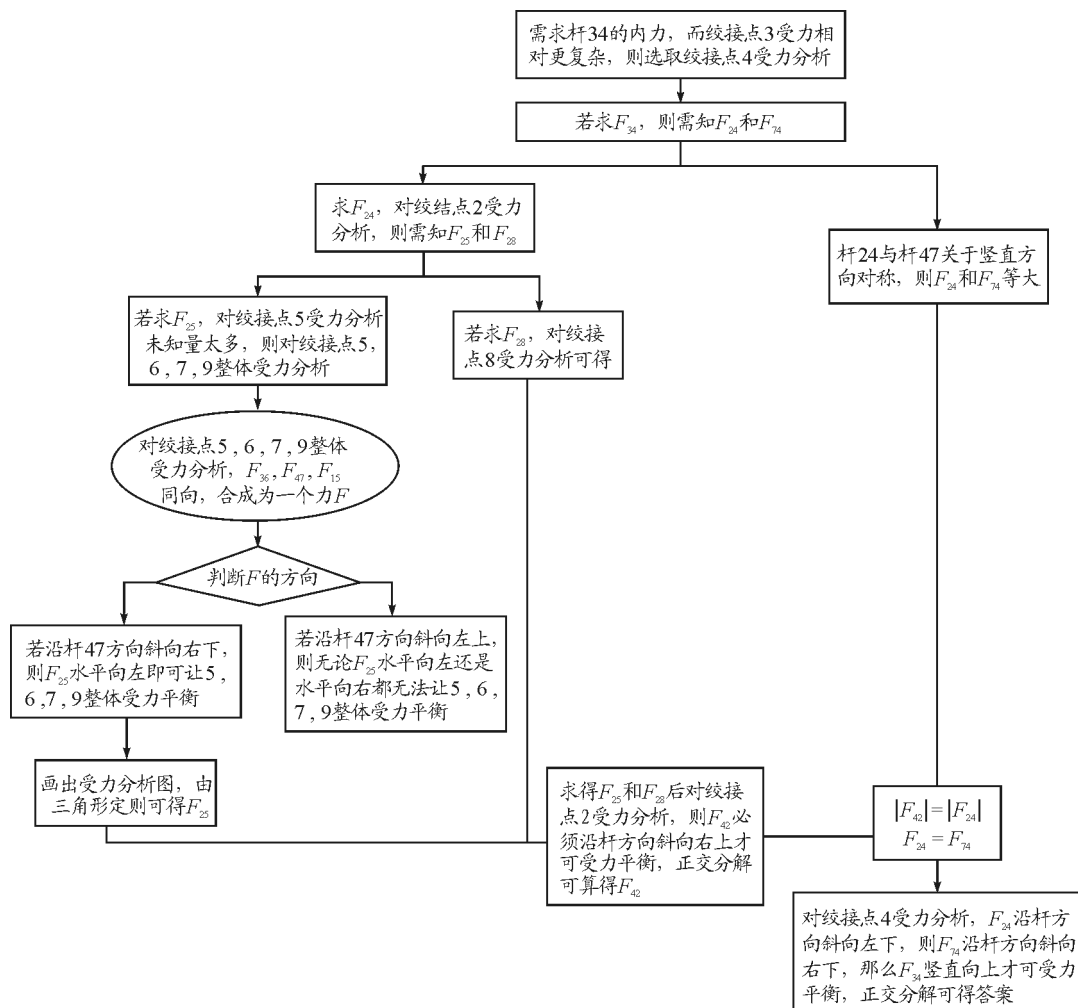 需求杆34的内力，而绞接点3受力相
对更复杂，则选取绞接点4受力分析
若求F₃₄，则需知F₂₄和F₇₄
求F₂₄，对绞结点2受力
分析，则需知F₂₅和F₂₈
杆24与杆47关于竖直方
向对称，则F₂₄和F₇₄等大
若求F₂₅，对绞接点5受力分析
未知量太多，则对绞接点5，
6，7，9整体受力分析
若求F₂₈，对绞接
点8受力分析可得
对绞接点5，6，7，9整体
受力分析，F₃₆，F₄₇，F₁₅
同向，合成为一个力F
判断F的方向
若沿杆47方向斜向右下，
则F₂₅水平向左即可让5，
6，7，9整体受力平衡
若沿杆47方向斜向左上，
则无论F₂₅水平向左还是
水平向右都无法让5，6，
7，9整体受力平衡
画出受力分析图，由
三角形定则可得F₂₅
求得F₂₅和F₂₈后对绞接
点2受力分析，则F₄₂必
须沿杆方向斜向右上才
可受力平衡，正交分解
可算得F₄₂
|F₄₂|=|F₂₄|
F₂₄=F₇₄
对绞接点4受力分析，F₂₄沿杆方
向斜向左下，则F₇₄沿杆方向斜向
右下，那么F₃₄竖直向上才可受力
平衡，正交分解可得答案